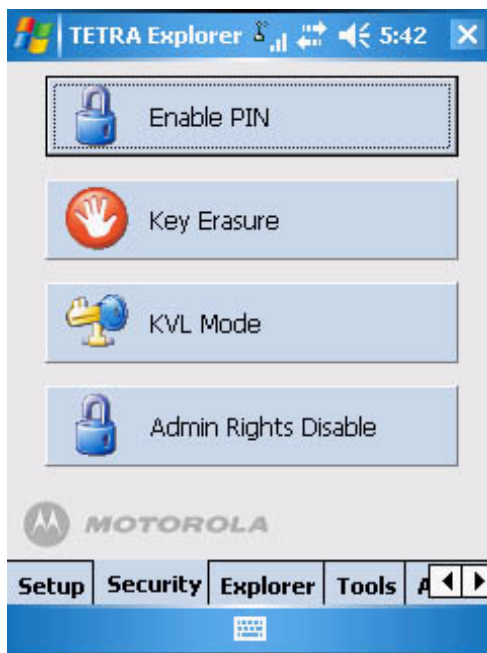 TETRA Explorer 5:42
Enable PIN
Key Erasure
KVL Mode
Admin Rights Disable
MOTOROLA
Setup Security Explorer Tools